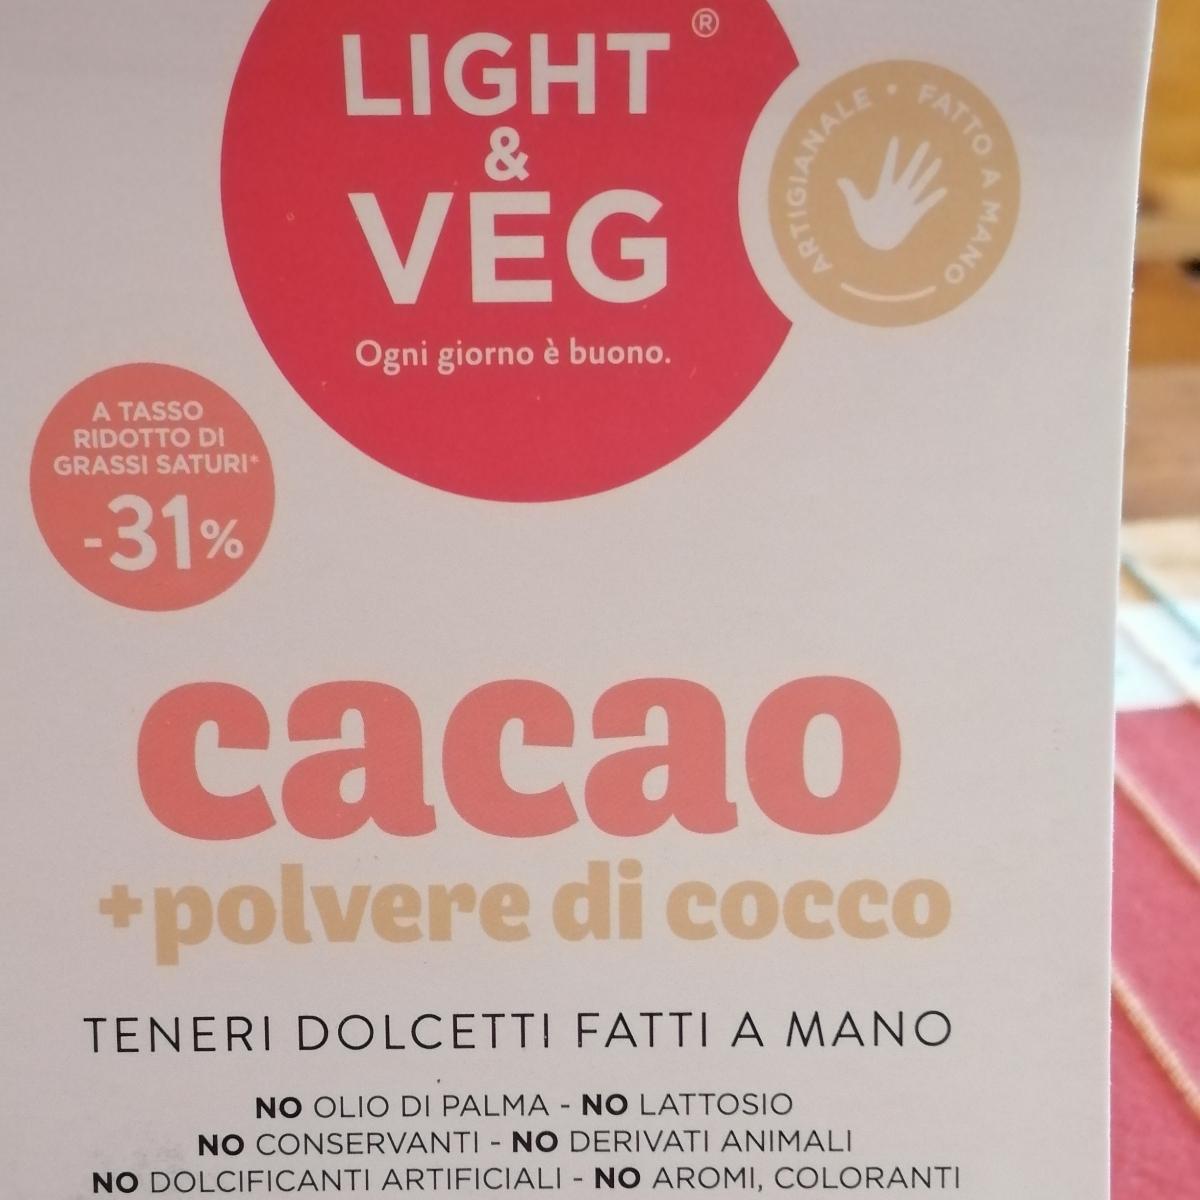 LIGHT®
&
VEG
Ogni giorno è buono.
ARTIGIANALE • FATTO A MANO
A TASSO
RIDOTTO DI
GRASSI SATURI*
-31%
cacao
+polvere di cocco
TENERI DOLCETTI FATTI A MANO
NO OLIO DI PALMA - NO LATTOSIO
NO CONSERVANTI - NO DERIVATI ANIMALI
NO DOLCIFICANTI ARTIFICIALI - NO AROMI, COLORANTI